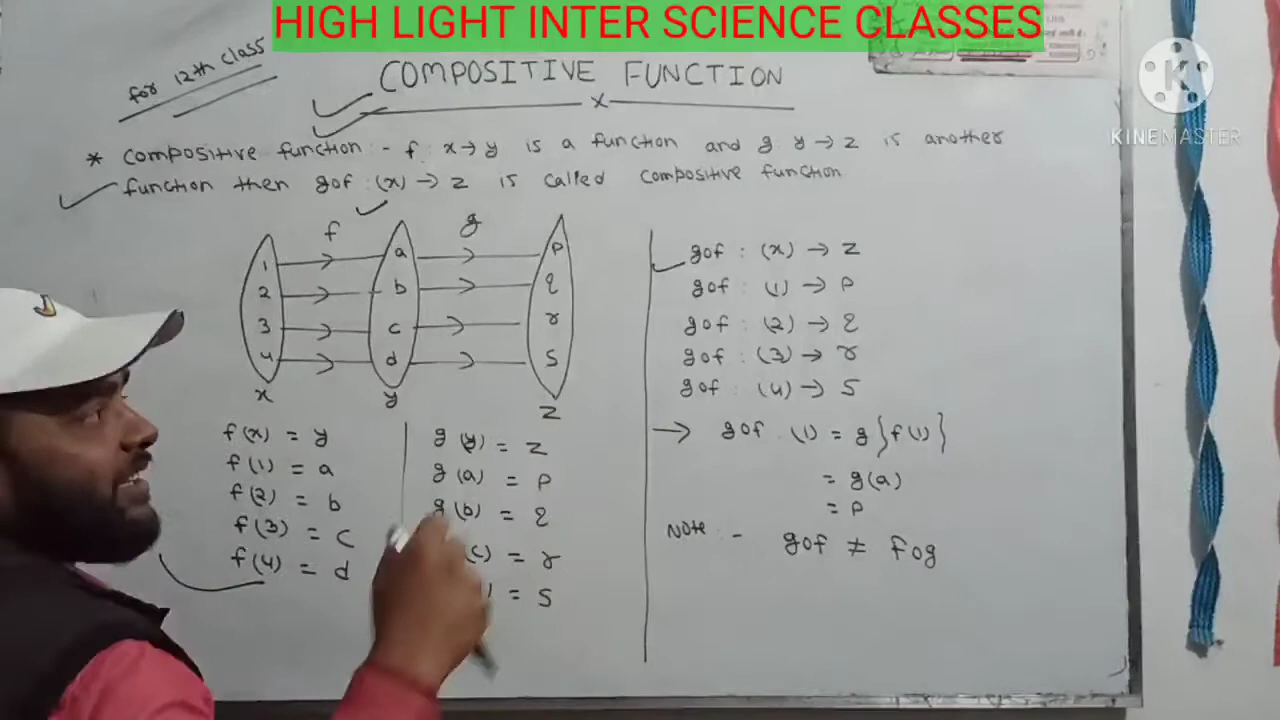 HIGH LIGHT INTER SCIENCE CLASSES
for 12th class
COMPOSITIVE FUNCTION
x
KINEMASTER
* Compositive function :- f : x → y is a function and g y → z is another
function then gof : (x) → z is called compositive function
f g
1 a p
2 b q
3 c r
4 d s
x y z
f(x) = y
f(1) = a
f(2) = b
f(3) = c
f(4) = d
g(y) = z
g(a) = p
g(b) = q
(c) = r
) = s
gof : (x) → z
gof : (1) → p
gof : (2) → q
gof : (3) → r
gof : (4) → s
→ gof (1) = g}f(1)}
= g(a)
= p
Note :- gof ≠ fog